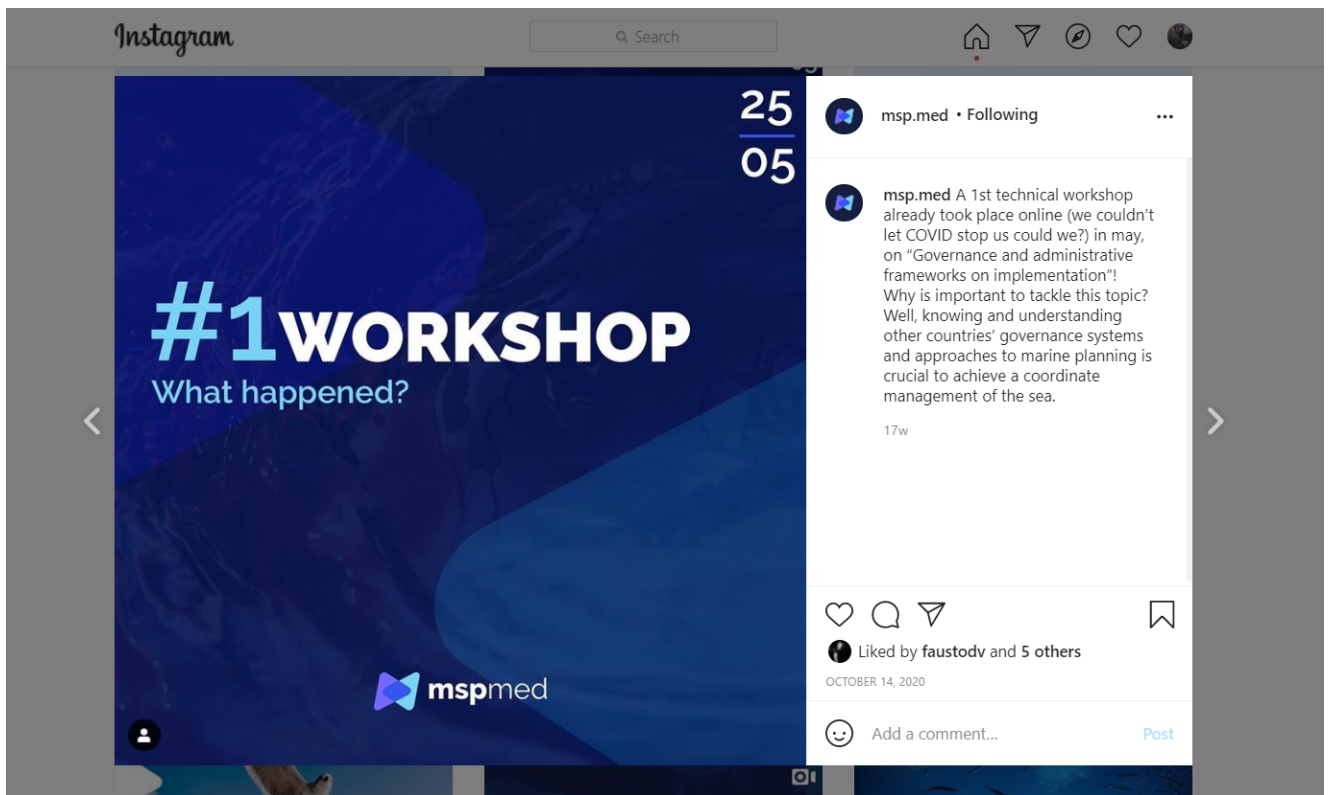 Instagram
Search
25
05
#1WORKSHOP
What happened?
mspmed
msp.med • Following
msp.med A 1st technical workshop
already took place online (we couldn't
let COVID stop us could we?) in may,
on "Governance and administrative
frameworks on implementation"!
Why is important to tackle this topic?
Well, knowing and understanding
other countries' governance systems
and approaches to marine planning is
crucial to achieve a coordinate
management of the sea.
17w
Liked by faustodv and 5 others
OCTOBER 14, 2020
Add a comment...
Post